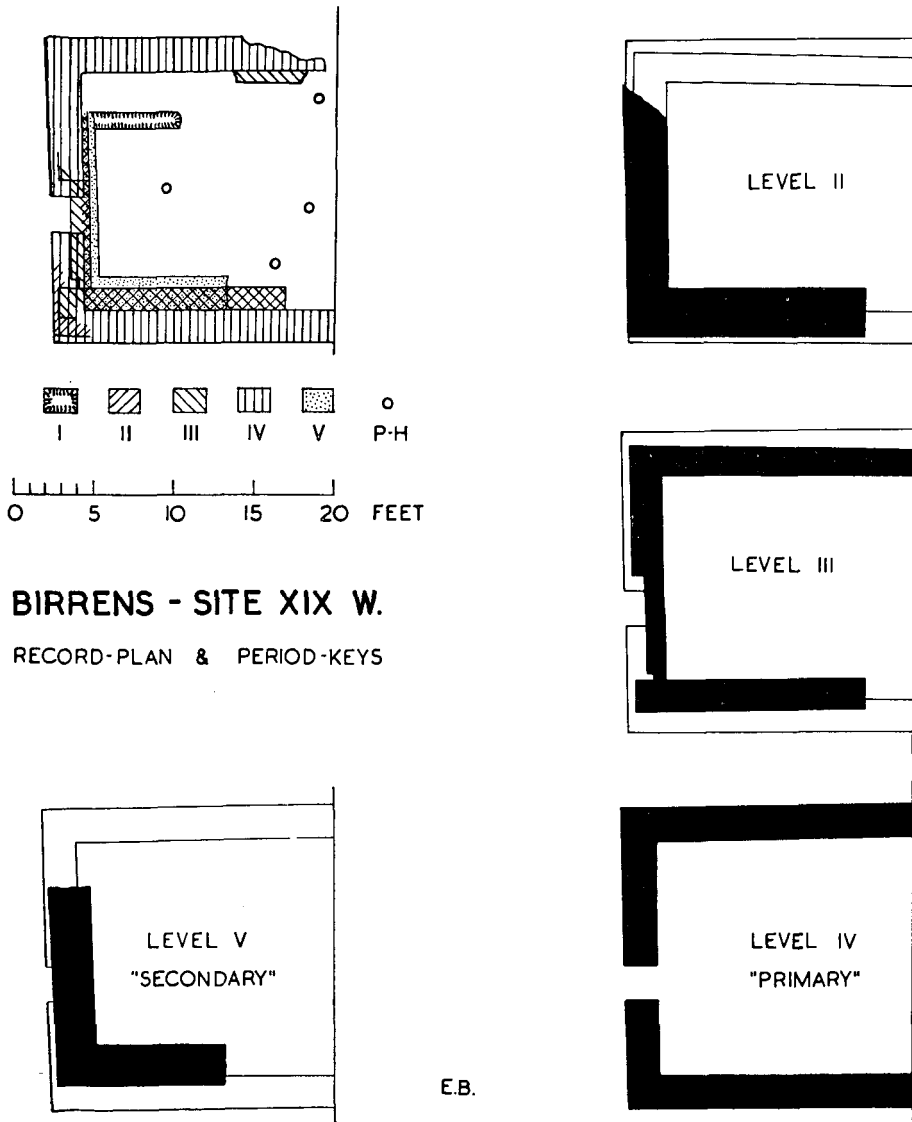 I II III IV V P-H
0 5 10 15 20 FEET
BIRRENS - SITE XIX W.
RECORD-PLAN & PERIOD-KEYS
LEVEL II
LEVEL III
LEVEL V
"SECONDARY"
LEVEL IV
"PRIMARY"
E.B.